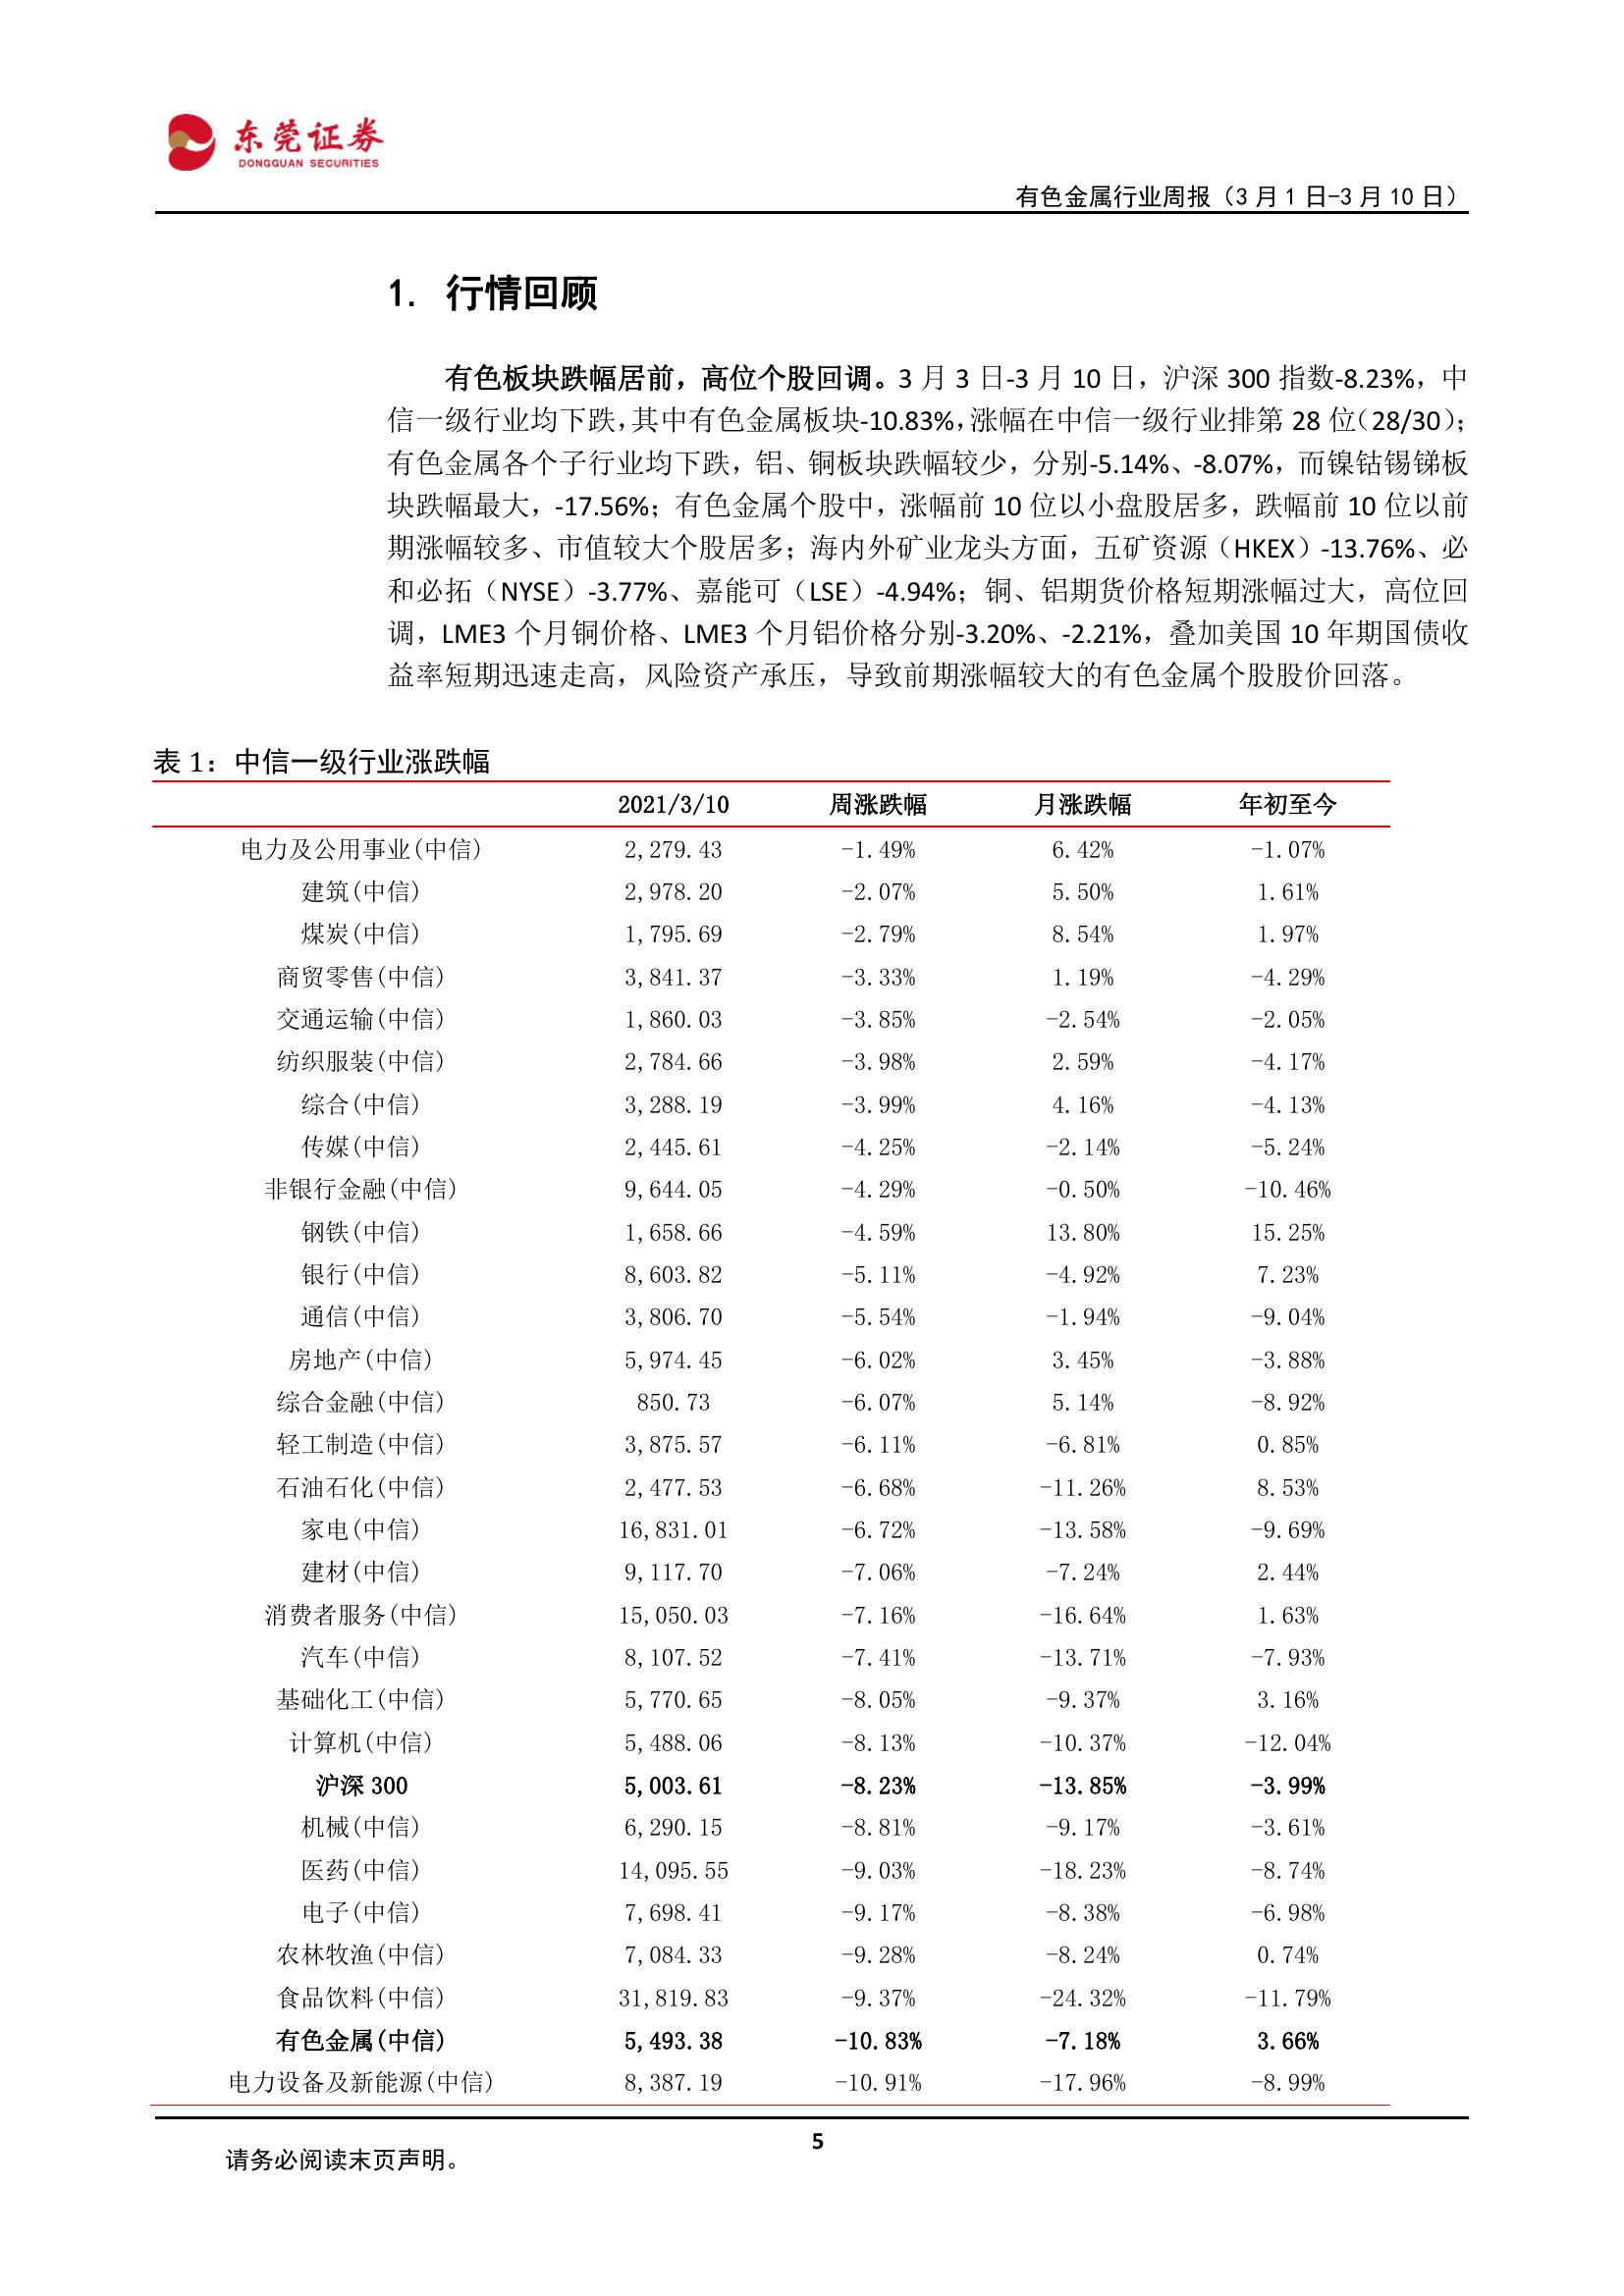 东莞证券
DONGGUAN SECURITIES
有色金属行业周报（3 月 1 日-3 月 10 日）
1. 行情回顾
有色板块跌幅居前，高位个股回调。3 月 3 日-3 月 10 日，沪深 300 指数-8.23%，中
信一级行业均下跌，其中有色金属板块-10.83%，涨幅在中信一级行业排第 28 位（28/30）；
有色金属各个子行业均下跌，铝、铜板块跌幅较少，分别-5.14%、-8.07%，而镍钴锡锑板
块跌幅最大，-17.56%；有色金属个股中，涨幅前 10 位以小盘股居多，跌幅前 10 位以前
期涨幅较多、市值较大个股居多；海内外矿业龙头方面，五矿资源（HKEX）-13.76%、必
和必拓（NYSE）-3.77%、嘉能可（LSE）-4.94%；铜、铝期货价格短期涨幅过大，高位回
调，LME3 个月铜价格、LME3 个月铝价格分别-3.20%、-2.21%，叠加美国 10 年期国债收
益率短期迅速走高，风险资产承压，导致前期涨幅较大的有色金属个股股价回落。
表 1：中信一级行业涨跌幅
2021/3/10 周涨跌幅 月涨跌幅 年初至今
电力及公用事业(中信) 2,279.43 -1.49% 6.42% -1.07%
建筑(中信) 2,978.20 -2.07% 5.50% 1.61%
煤炭(中信) 1,795.69 -2.79% 8.54% 1.97%
商贸零售(中信) 3,841.37 -3.33% 1.19% -4.29%
交通运输(中信) 1,860.03 -3.85% -2.54% -2.05%
纺织服装(中信) 2,784.66 -3.98% 2.59% -4.17%
综合(中信) 3,288.19 -3.99% 4.16% -4.13%
传媒(中信) 2,445.61 -4.25% -2.14% -5.24%
非银行金融(中信) 9,644.05 -4.29% -0.50% -10.46%
钢铁(中信) 1,658.66 -4.59% 13.80% 15.25%
银行(中信) 8,603.82 -5.11% -4.92% 7.23%
通信(中信) 3,806.70 -5.54% -1.94% -9.04%
房地产(中信) 5,974.45 -6.02% 3.45% -3.88%
综合金融(中信) 850.73 -6.07% 5.14% -8.92%
轻工制造(中信) 3,875.57 -6.11% -6.81% 0.85%
石油石化(中信) 2,477.53 -6.68% -11.26% 8.53%
家电(中信) 16,831.01 -6.72% -13.58% -9.69%
建材(中信) 9,117.70 -7.06% -7.24% 2.44%
消费者服务(中信) 15,050.03 -7.16% -16.64% 1.63%
汽车(中信) 8,107.52 -7.41% -13.71% -7.93%
基础化工(中信) 5,770.65 -8.05% -9.37% 3.16%
计算机(中信) 5,488.06 -8.13% -10.37% -12.04%
沪深 300 5,003.61 -8.23% -13.85% -3.99%
机械(中信) 6,290.15 -8.81% -9.17% -3.61%
医药(中信) 14,095.55 -9.03% -18.23% -8.74%
电子(中信) 7,698.41 -9.17% -8.38% -6.98%
农林牧渔(中信) 7,084.33 -9.28% -8.24% 0.74%
食品饮料(中信) 31,819.83 -9.37% -24.32% -11.79%
有色金属(中信) 5,493.38 -10.83% -7.18% 3.66%
电力设备及新能源(中信) 8,387.19 -10.91% -17.96% -8.99%
5
请务必阅读末页声明。